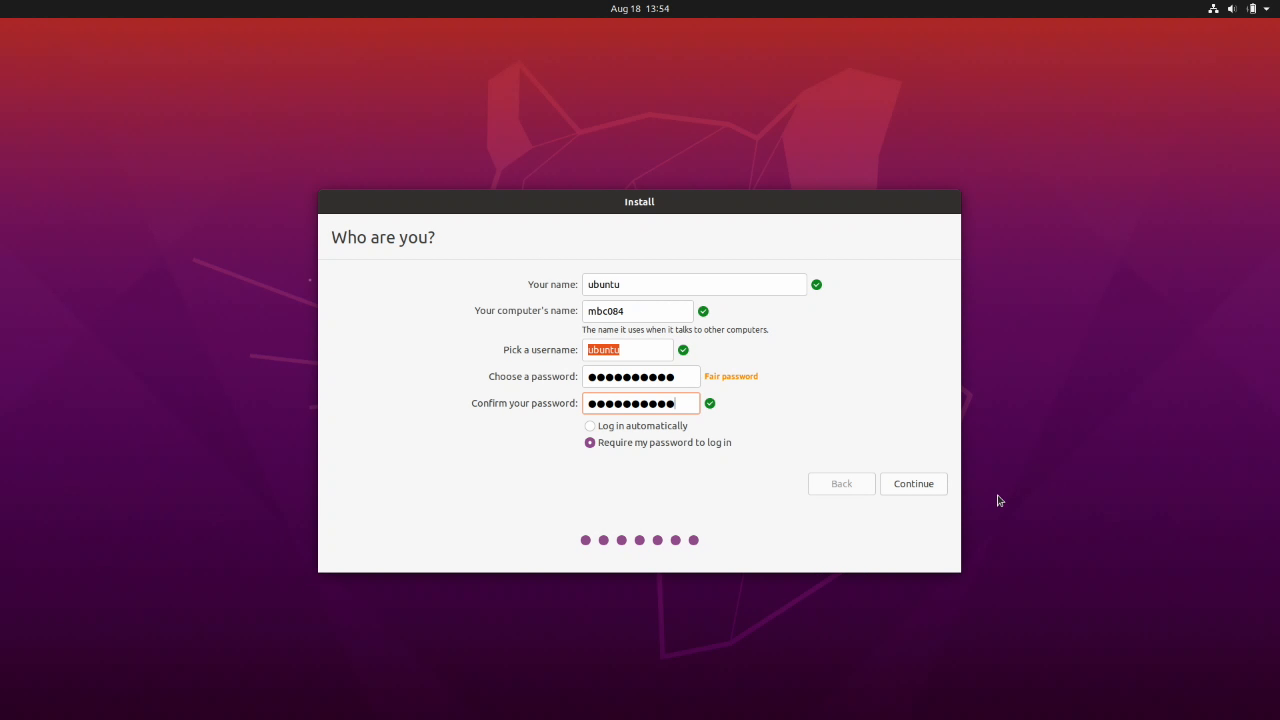 Aug 18 13:54
Install
Who are you?
Your name: ubuntu
Your computer's name: mbc084
The name it uses when it talks to other computers.
Pick a username: ubuntu
Choose a password: ●●●●●●●●●● Fair password
Confirm your password: ●●●●●●●●●●
Log in automatically
Require my password to log in
Back Continue